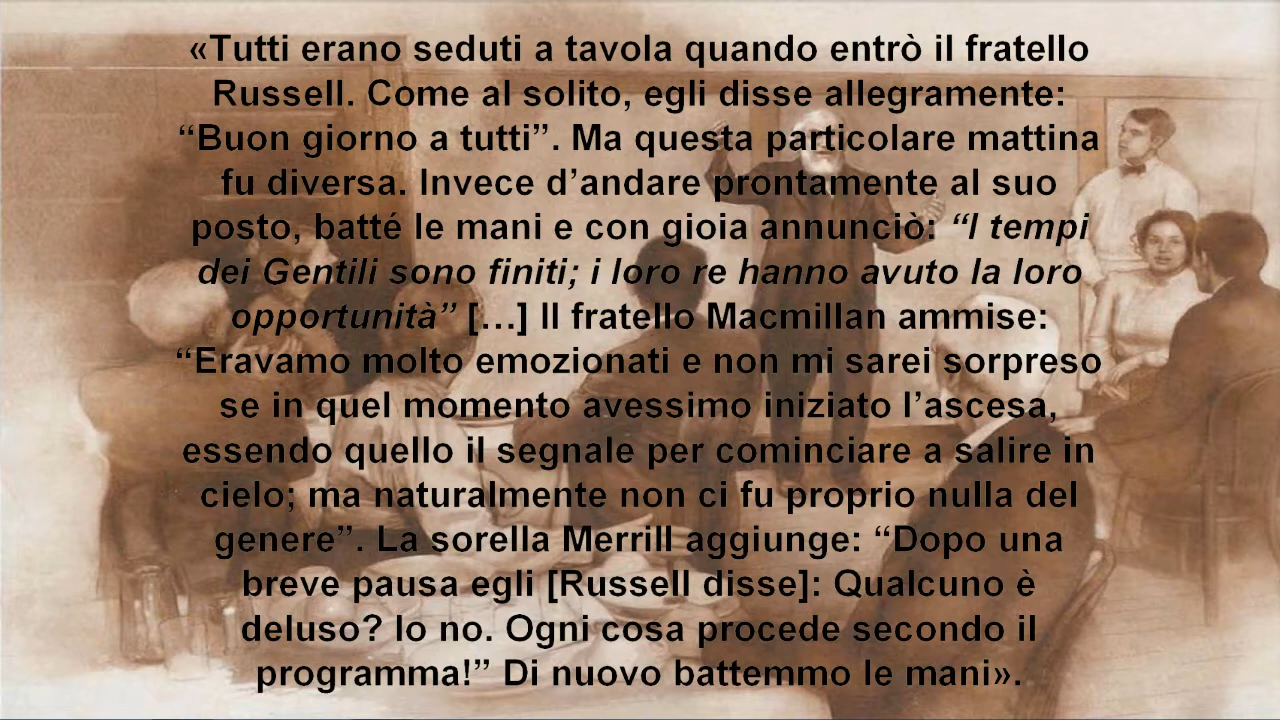 «Tutti erano seduti a tavola quando entrò il fratello
Russell. Come al solito, egli disse allegramente:
“Buon giorno a tutti”. Ma questa particolare mattina
fu diversa. Invece d’andare prontamente al suo
posto, batté le mani e con gioia annunciò: “I tempi
dei Gentili sono finiti; i loro re hanno avuto la loro
opportunità” […] Il fratello Macmillan ammise:
“Eravamo molto emozionati e non mi sarei sorpreso
se in quel momento avessimo iniziato l’ascesa,
essendo quello il segnale per cominciare a salire in
cielo; ma naturalmente non ci fu proprio nulla del
genere”. La sorella Merrill aggiunge: “Dopo una
breve pausa egli [Russell disse]: Qualcuno è
deluso? Io no. Ogni cosa procede secondo il
programma!” Di nuovo battemmo le mani».